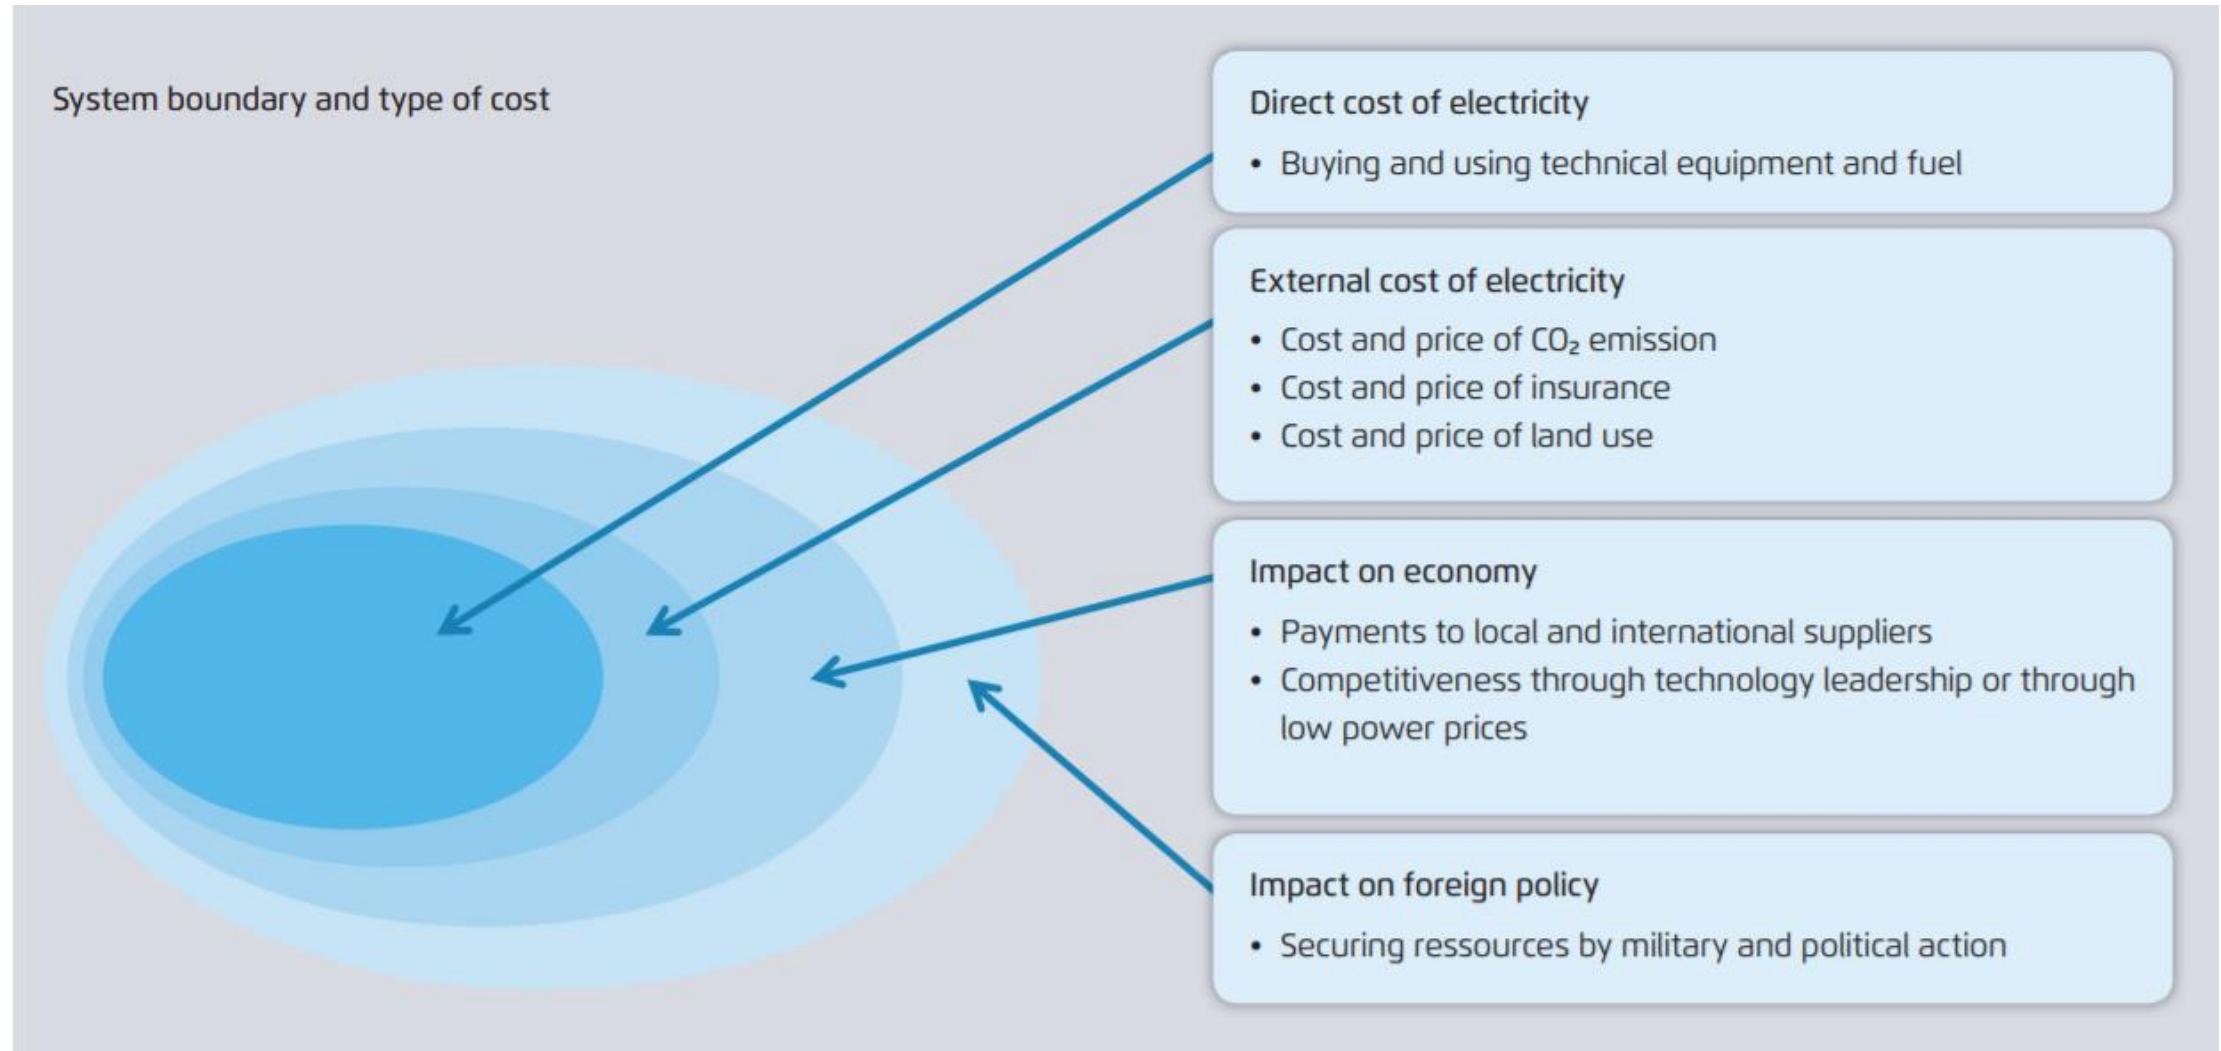 System boundary and type of cost
Direct cost of electricity
• Buying and using technical equipment and fuel
External cost of electricity
• Cost and price of CO₂ emission
• Cost and price of insurance
• Cost and price of land use
Impact on economy
• Payments to local and international suppliers
• Competitiveness through technology leadership or through
low power prices
Impact on foreign policy
• Securing ressources by military and political action